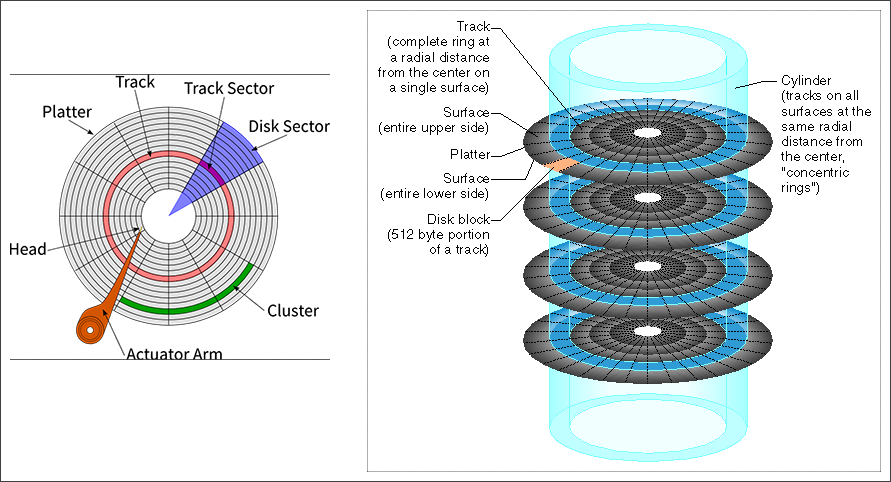 Track
Track Sector
Platter
Disk Sector
Head
Cluster
Actuator Arm
Track
(complete ring at
a radial distance
from the center on
a single surface)
Surface
(entire upper side)
Platter
Surface
(entire lower side)
Disk block
(512 byte portion
of a track)
Cylinder
(tracks on all
surfaces at the
same radial
distance from
the center,
"concentric
rings")